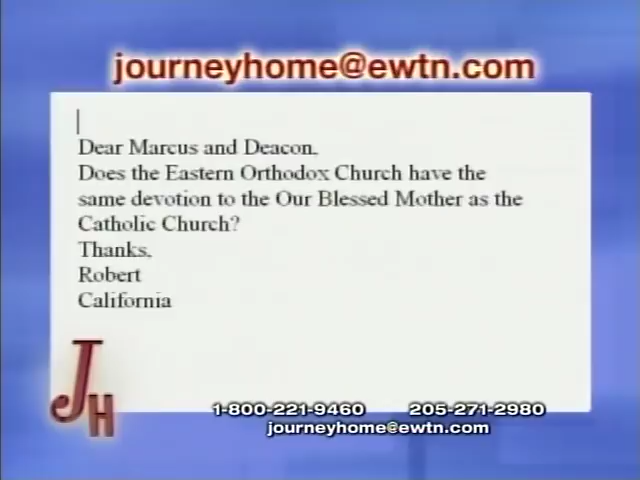 journeyhome@ewtn.com
Dear Marcus and Deacon,
Does the Eastern Orthodox Church have the
same devotion to the Our Blessed Mother as the
Catholic Church?
Thanks,
Robert
California
JH
1-800-221-9460 205-271-2980
journeyhome@ewtn.com